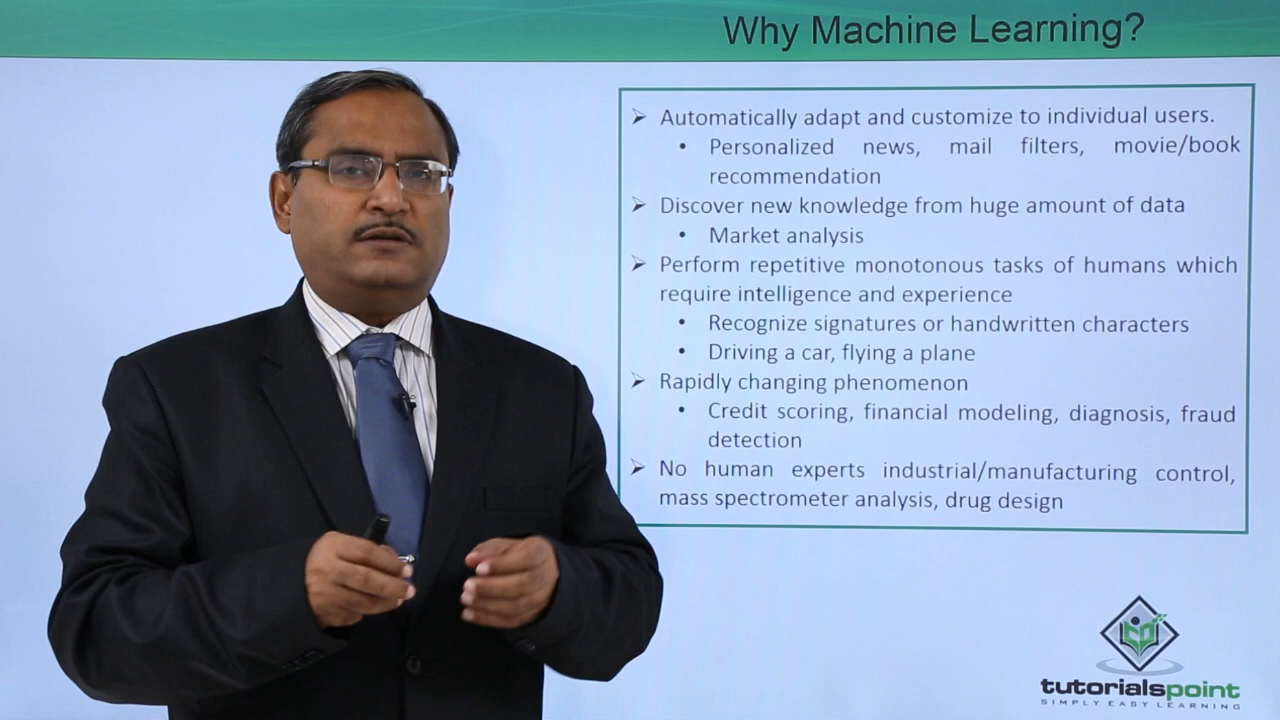 Why Machine Learning?
➢ Automatically adapt and customize to individual users.
• Personalized news, mail filters, movie/book
recommendation
➢ Discover new knowledge from huge amount of data
• Market analysis
➢ Perform repetitive monotonous tasks of humans which
require intelligence and experience
• Recognize signatures or handwritten characters
• Driving a car, flying a plane
➢ Rapidly changing phenomenon
• Credit scoring, financial modeling, diagnosis, fraud
detection
➢ No human experts industrial/manufacturing control,
mass spectrometer analysis, drug design
tutorialspoint
SIMPLY EASY LEARNING